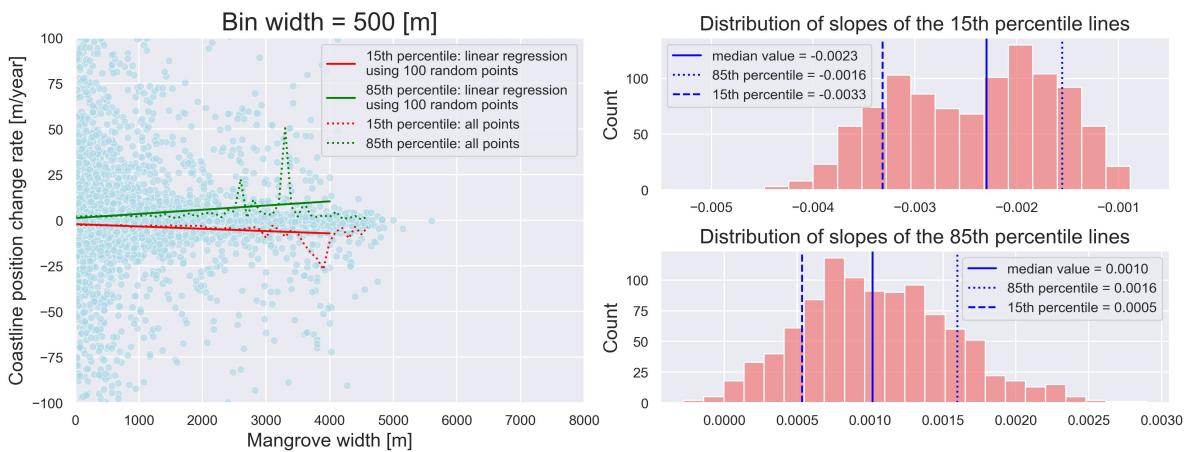 Bin width = 500 [m]
Coastline position change rate [m/year]
100
75
50
25
0
−25
−50
−75
−100
15th percentile: linear regression
using 100 random points
85th percentile: linear regression
using 100 random points
15th percentile: all points
85th percentile: all points
0
1000
2000
3000
4000
5000
6000
7000
8000
Mangrove width [m]
Distribution of slopes of the 15th percentile lines
Count
100
50
0
median value = -0.0023
85th percentile = -0.0016
15th percentile = -0.0033
−0.005
−0.004
−0.003
−0.002
−0.001
Distribution of slopes of the 85th percentile lines
Count
100
75
50
25
0
median value = 0.0010
85th percentile = 0.0016
15th percentile = 0.0005
0.0000
0.0005
0.0010
0.0015
0.0020
0.0025
0.0030